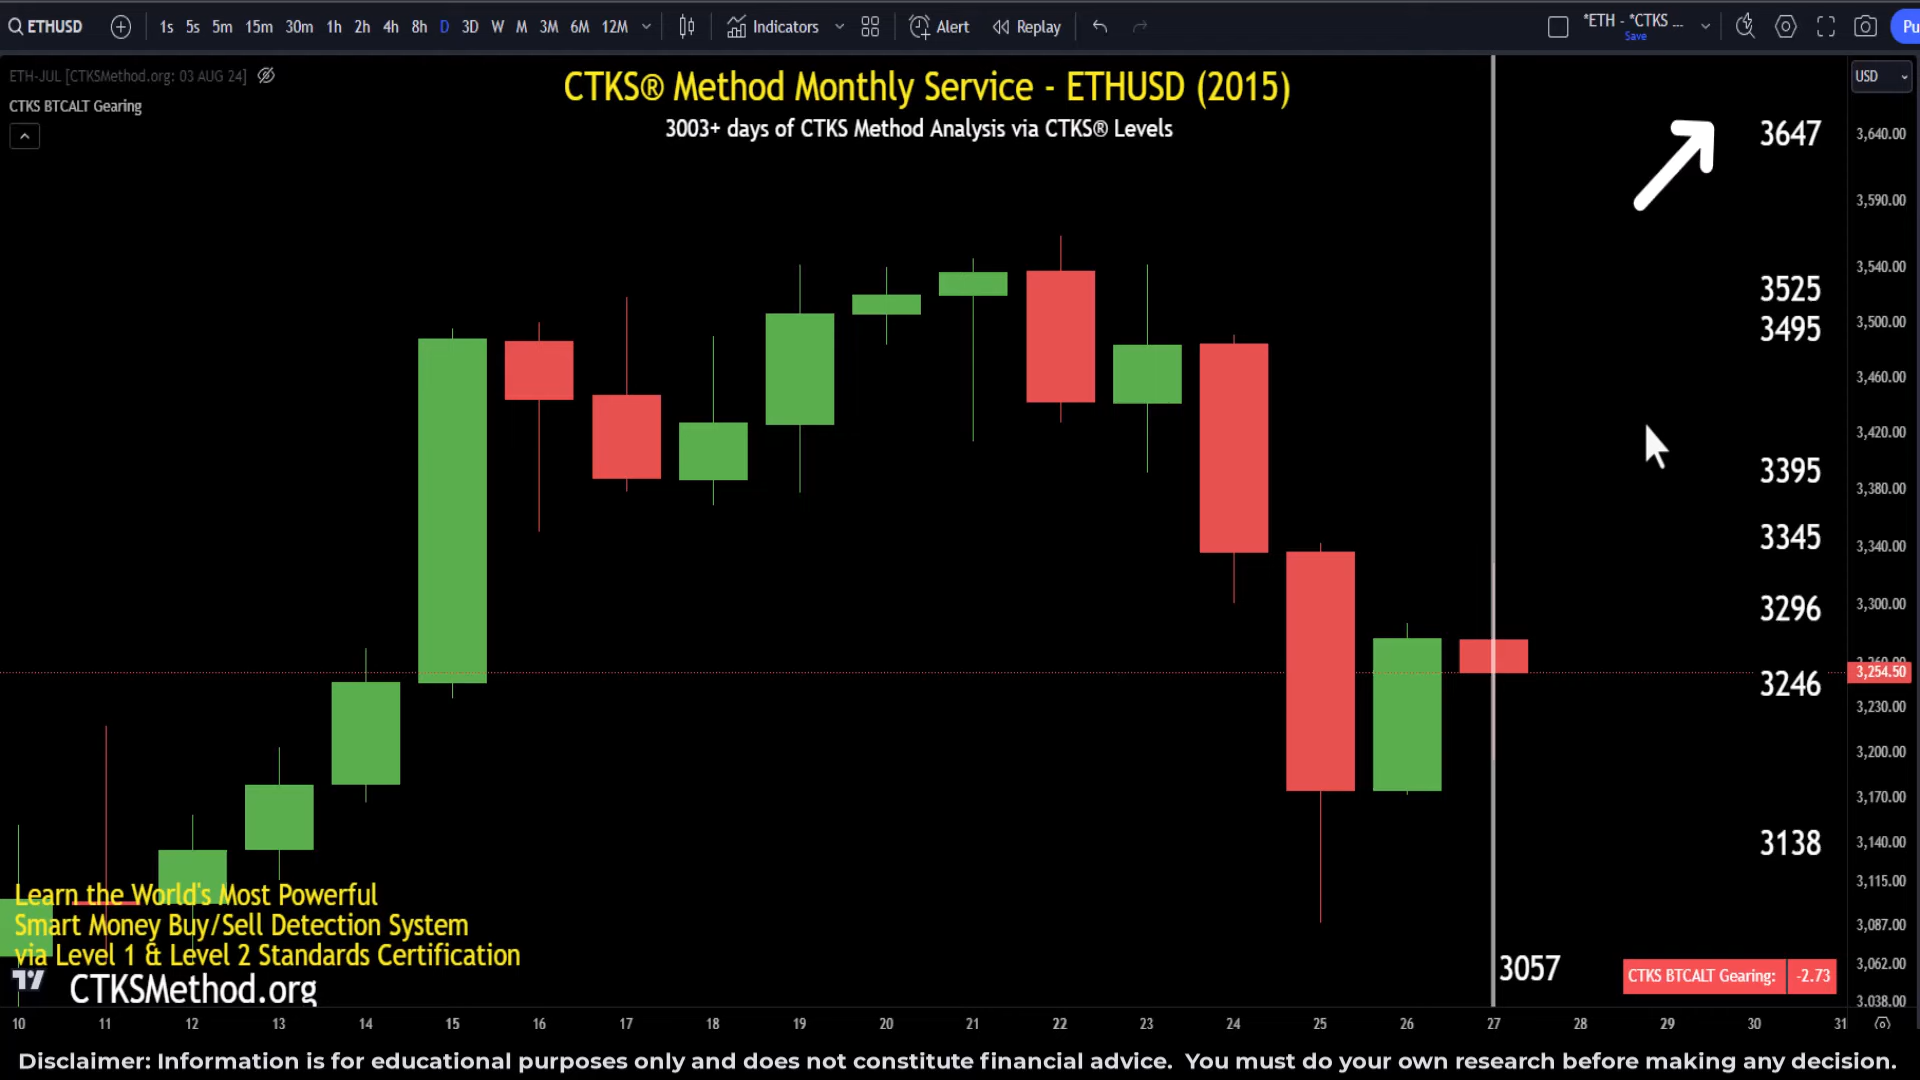 ETHUSD 1s 5s 5m 15m 30m 1h 2h 4h 8h D 3D W M 3M 6M 12M Indicators Alert Replay *ETH - *CTKS ... Save Pu
ETH-JUL [CTKSMethod.org: 03 AUG 24]
CTKS BTCALT Gearing
CTKS® Method Monthly Service - ETHUSD (2015)
3003+ days of CTKS Method Analysis via CTKS® Levels
USD
3647
3525
3495
3395
3345
3296
3246
3138
3057
3,640.00
3,590.00
3,540.00
3,500.00
3,460.00
3,420.00
3,380.00
3,340.00
3,300.00
3,254.50
3,230.00
3,200.00
3,170.00
3,140.00
3,115.00
3,087.00
3,062.00
3,038.00
Learn the World's Most Powerful
Smart Money Buy/Sell Detection System
via Level 1 & Level 2 Standards Certification
CTKSMethod.org
CTKS BTCALT Gearing: -2.73
10 11 12 13 14 15 16 17 18 19 20 21 22 23 24 25 26 27 28 29 30 31
Disclaimer: Information is for educational purposes only and does not constitute financial advice. You must do your own research before making any decision.